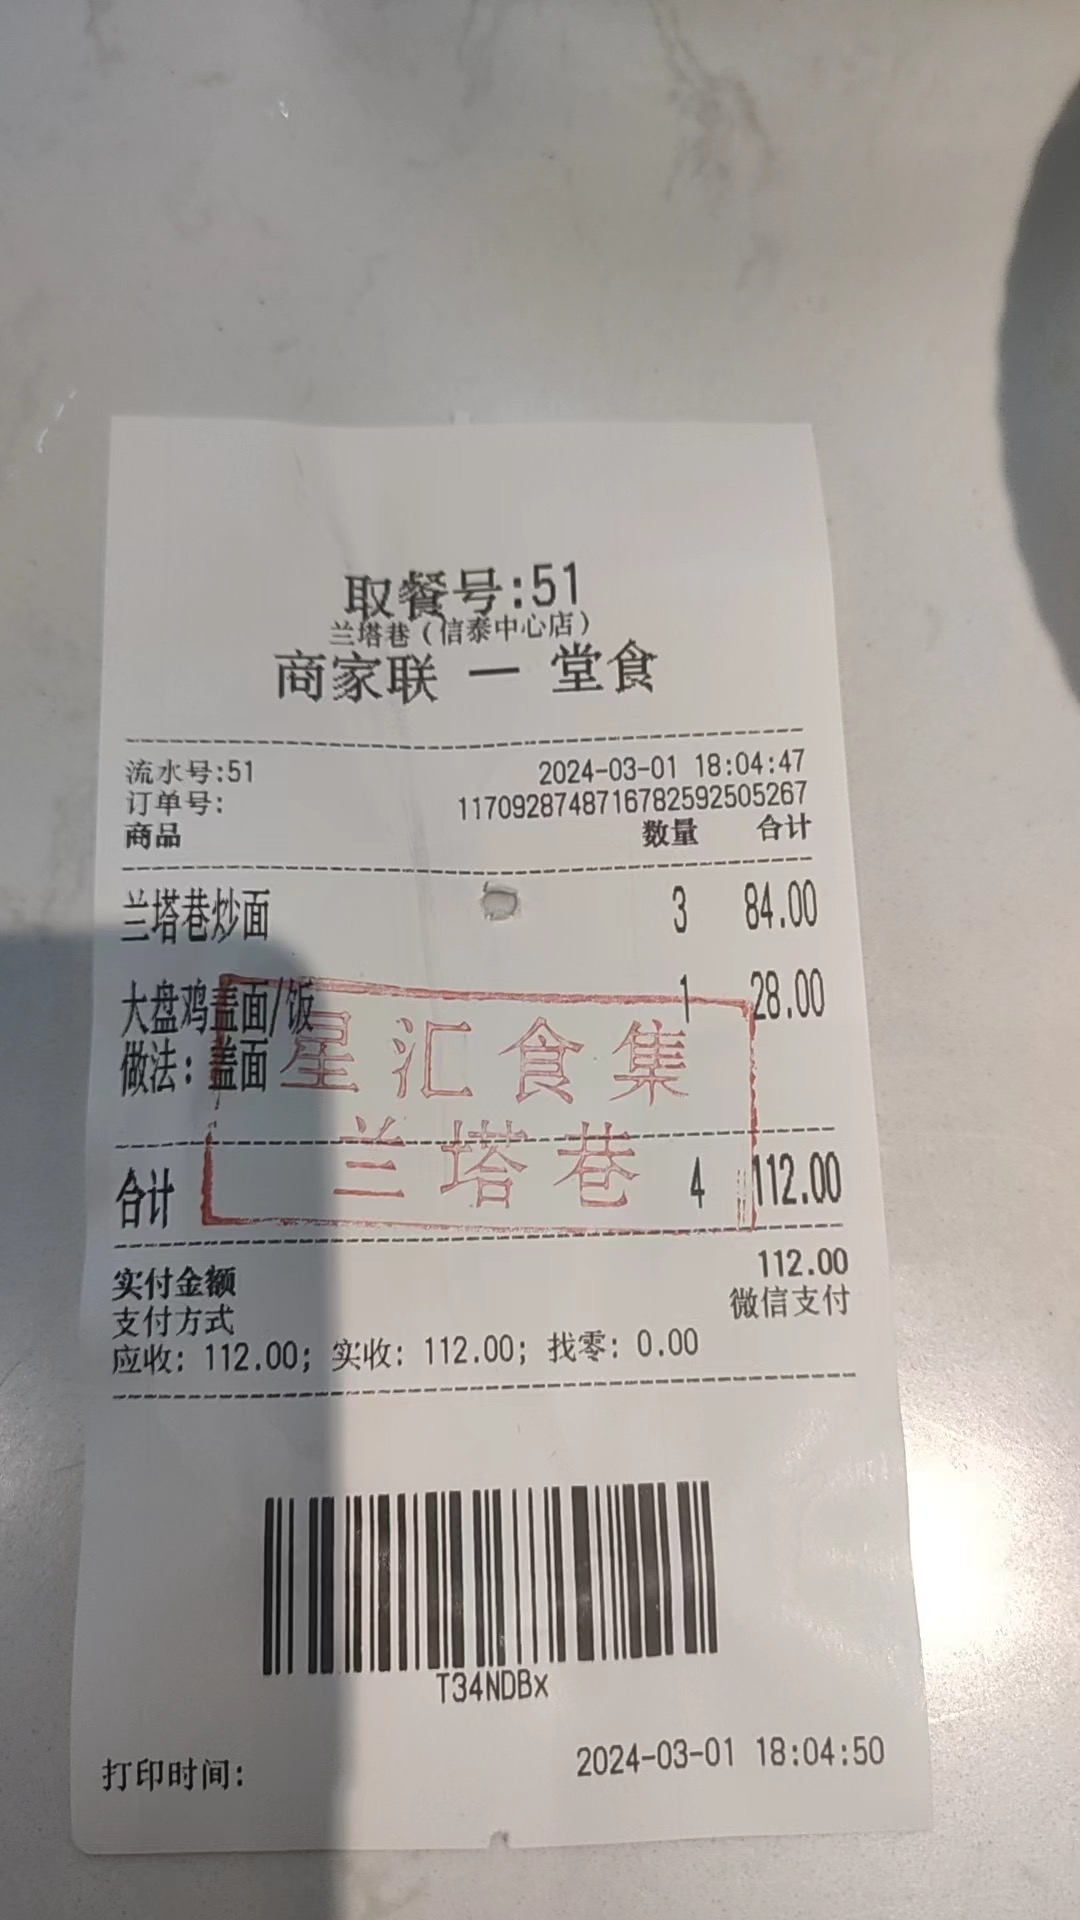 取餐号:51
兰塔巷(信泰中心店)
商家联 一 堂食
流水号:51 2024-03-01 18:04:47
订单号: 1170928748716782592505267
商品 数量 合计
兰塔巷炒面 3 84.00
大盘鸡盖面/饭 1 28.00
做法:盖面
星汇食集
兰塔巷
合计 4 112.00
实付金额 112.00
支付方式 微信支付
应收: 112.00; 实收: 112.00; 找零: 0.00
T34NDBx
打印时间: 2024-03-01 18:04:50